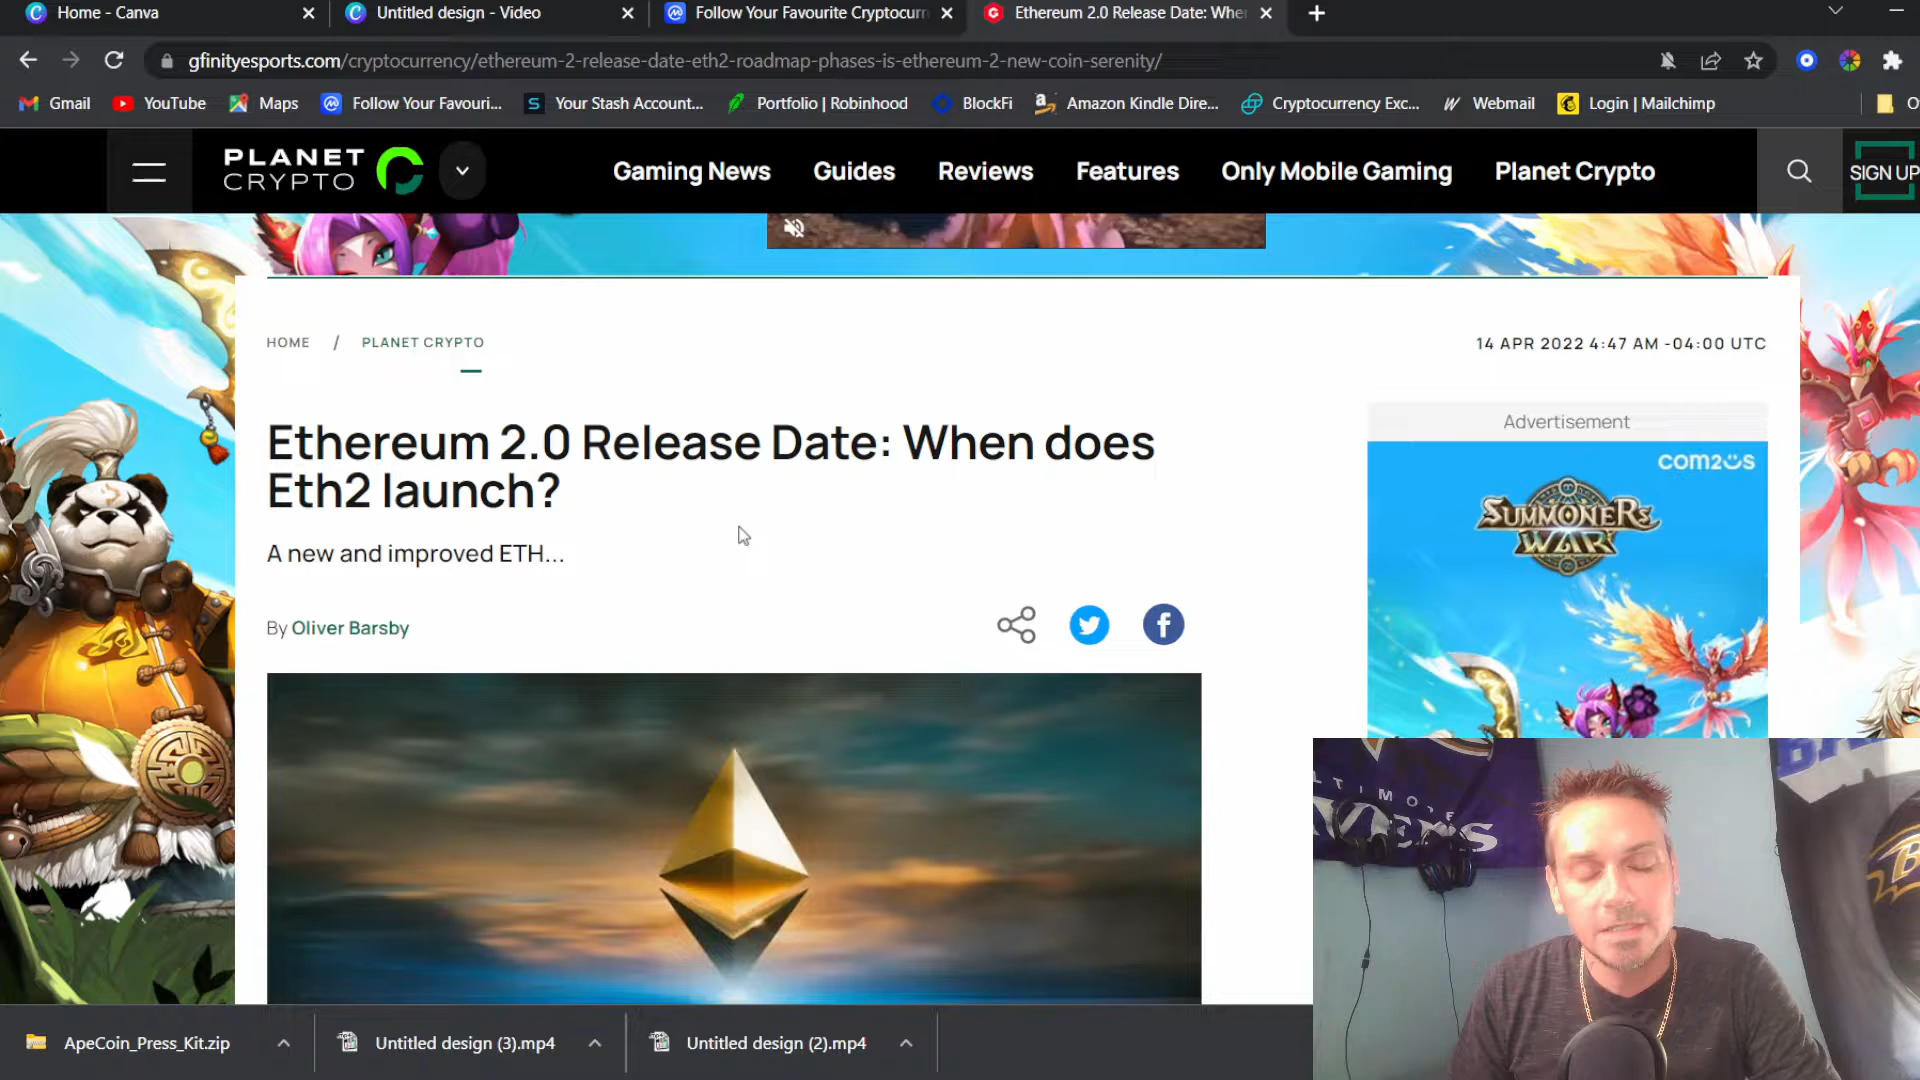 Home - Canva
Untitled design - Video
Follow Your Favourite Cryptocurr
Ethereum 2.0 Release Date: Whe
gfinityesports.com/cryptocurrency/ethereum-2-release-date-eth2-roadmap-phases-is-ethereum-2-new-coin-serenity/
Gmail
YouTube
Maps
Follow Your Favouri...
Your Stash Account...
Portfolio | Robinhood
BlockFi
Amazon Kindle Dire...
Cryptocurrency Exc...
Webmail
Login | Mailchimp
O
PLANET
CRYPTO
Gaming News
Guides
Reviews
Features
Only Mobile Gaming
Planet Crypto
SIGN UP
HOME / PLANET CRYPTO
14 APR 2022 4:47 AM -04:00 UTC
Ethereum 2.0 Release Date: When does
Eth2 launch?
A new and improved ETH...
By Oliver Barsby
Advertisement
com2us
SUMMONERS
WAR
ApeCoin_Press_Kit.zip
Untitled design (3).mp4
Untitled design (2).mp4